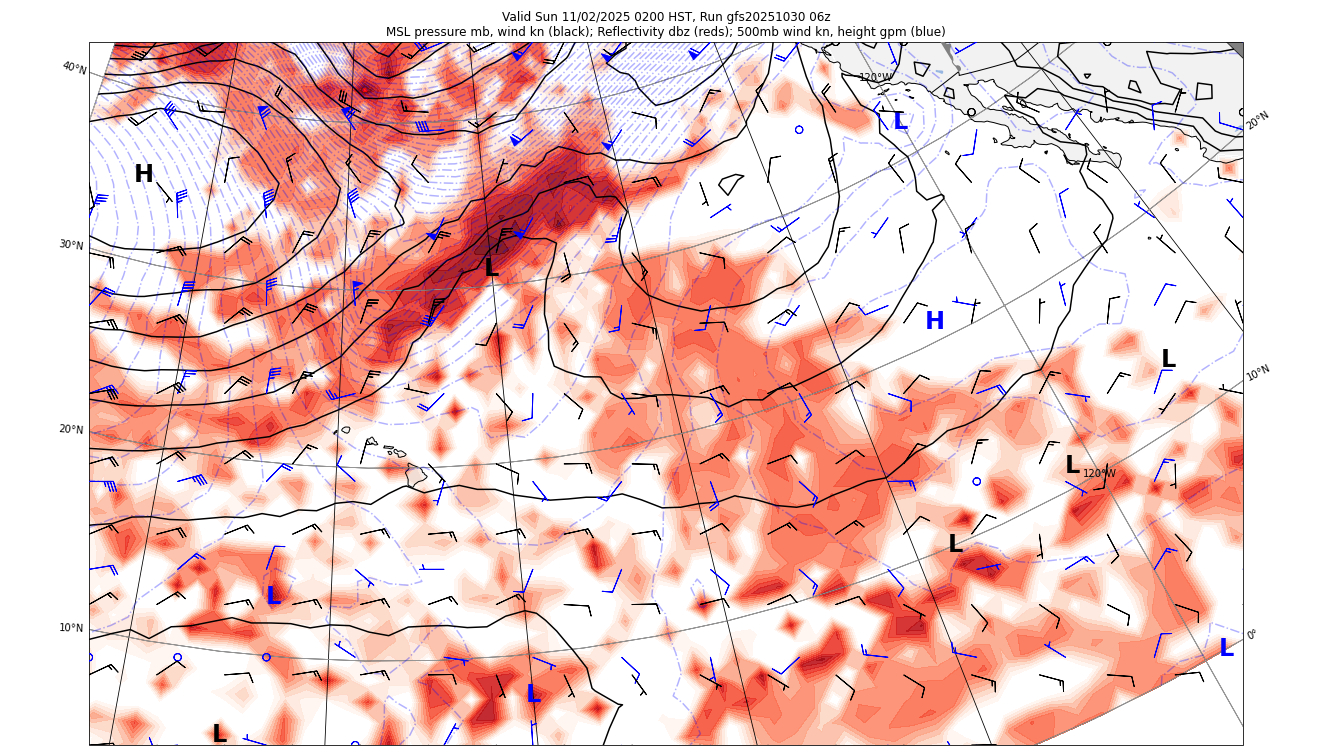 Valid Sun 11/02/2025 0200 HST, Run gfs20251030 06z
MSL pressure mb, wind kn (black); Reflectivity dbz (reds); 500mb wind kn, height gpm (blue)
40°N
120°W
20°N
L
H
30°N
L
H
L
10°N
20°N
L
120°W
L
L
10°N
0°
L
L
L